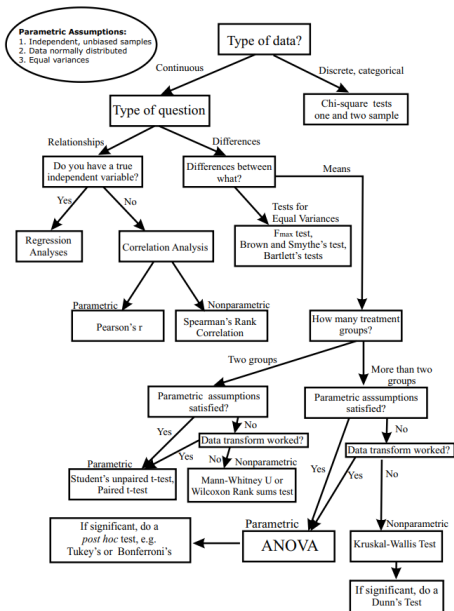 Parametric Assumptions:
1. Independent, unbiased samples
2. Data normally distributed
3. Equal variances
Type of data?
Continuous
Discrete, categorical
Type of question
Chi-square tests
one and two sample
Relationships
Differences
Do you have a true
independent variable?
Differences between
what?
Means
Yes
No
Tests for
Equal Variances
Regression
Analyses
Correlation Analysis
Fmax test,
Brown and Smythe's test,
Bartlett's tests
Parametric
Nonparametric
Pearson's r
Spearman's Rank
Correlation
How many treatment
groups?
Two groups
More than two
groups
Parametric assumptions
satisfied?
Parametric asssumptions
satisfied?
Yes
No
No
Data transform worked?
Data transform worked?
Parametric
Yes
No
Nonparametric
Yes
Yes
No
Student's unpaired t-test,
Paired t-test
Mann-Whitney U or
Wilcoxon Rank sums test
If significant, do a
post hoc test, e.g.
Tukey's or Bonferroni's
Parametric
ANOVA
Nonparametric
Kruskal-Wallis Test
If significant, do a
Dunn's Test